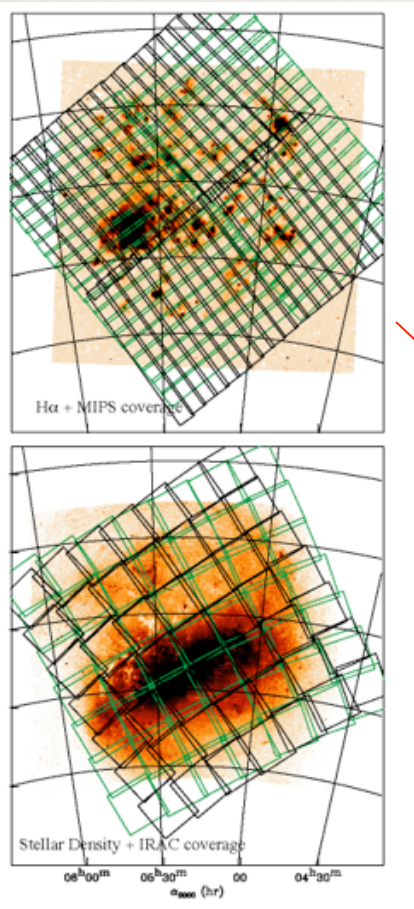 Hα + MIPS coverage
Stellar Density + IRAC coverage
06ʰ00ᵐ 05ʰ30ᵐ 00 04ʰ30ᵐ
α₂₀₀₀ (hr)